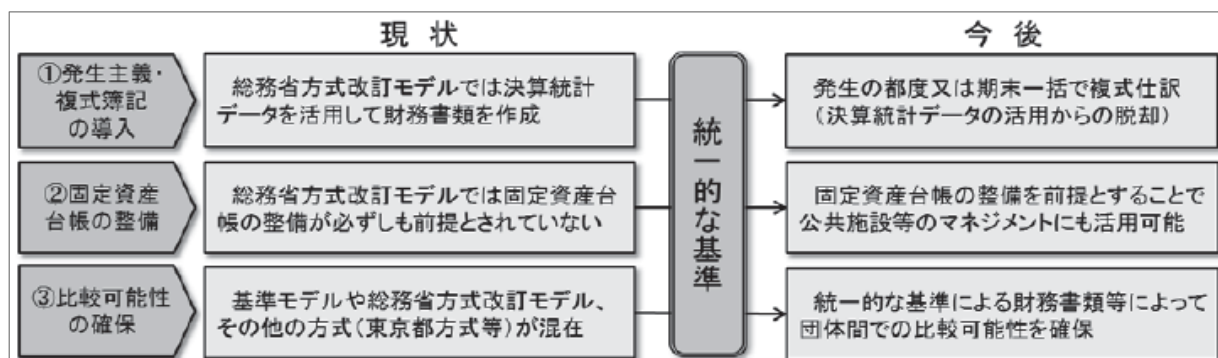 現 状
今 後
①発生主義・
複式簿記
の導入
総務省方式改訂モデルでは決算統計
データを活用して財務書類を作成
発生の都度又は期末一括で複式仕訳
(決算統計データの活用からの脱却)
②固定資産
台帳の整備
総務省方式改訂モデルでは固定資産台
帳の整備が必ずしも前提とされていない
固定資産台帳の整備を前提とすることで
公共施設等のマネジメントにも活用可能
③比較可能性
の確保
基準モデルや総務省方式改訂モデル、
その他の方式(東京都方式等)が混在
統一的な基準による財務書類等によって
団体間での比較可能性を確保
統一的な基準